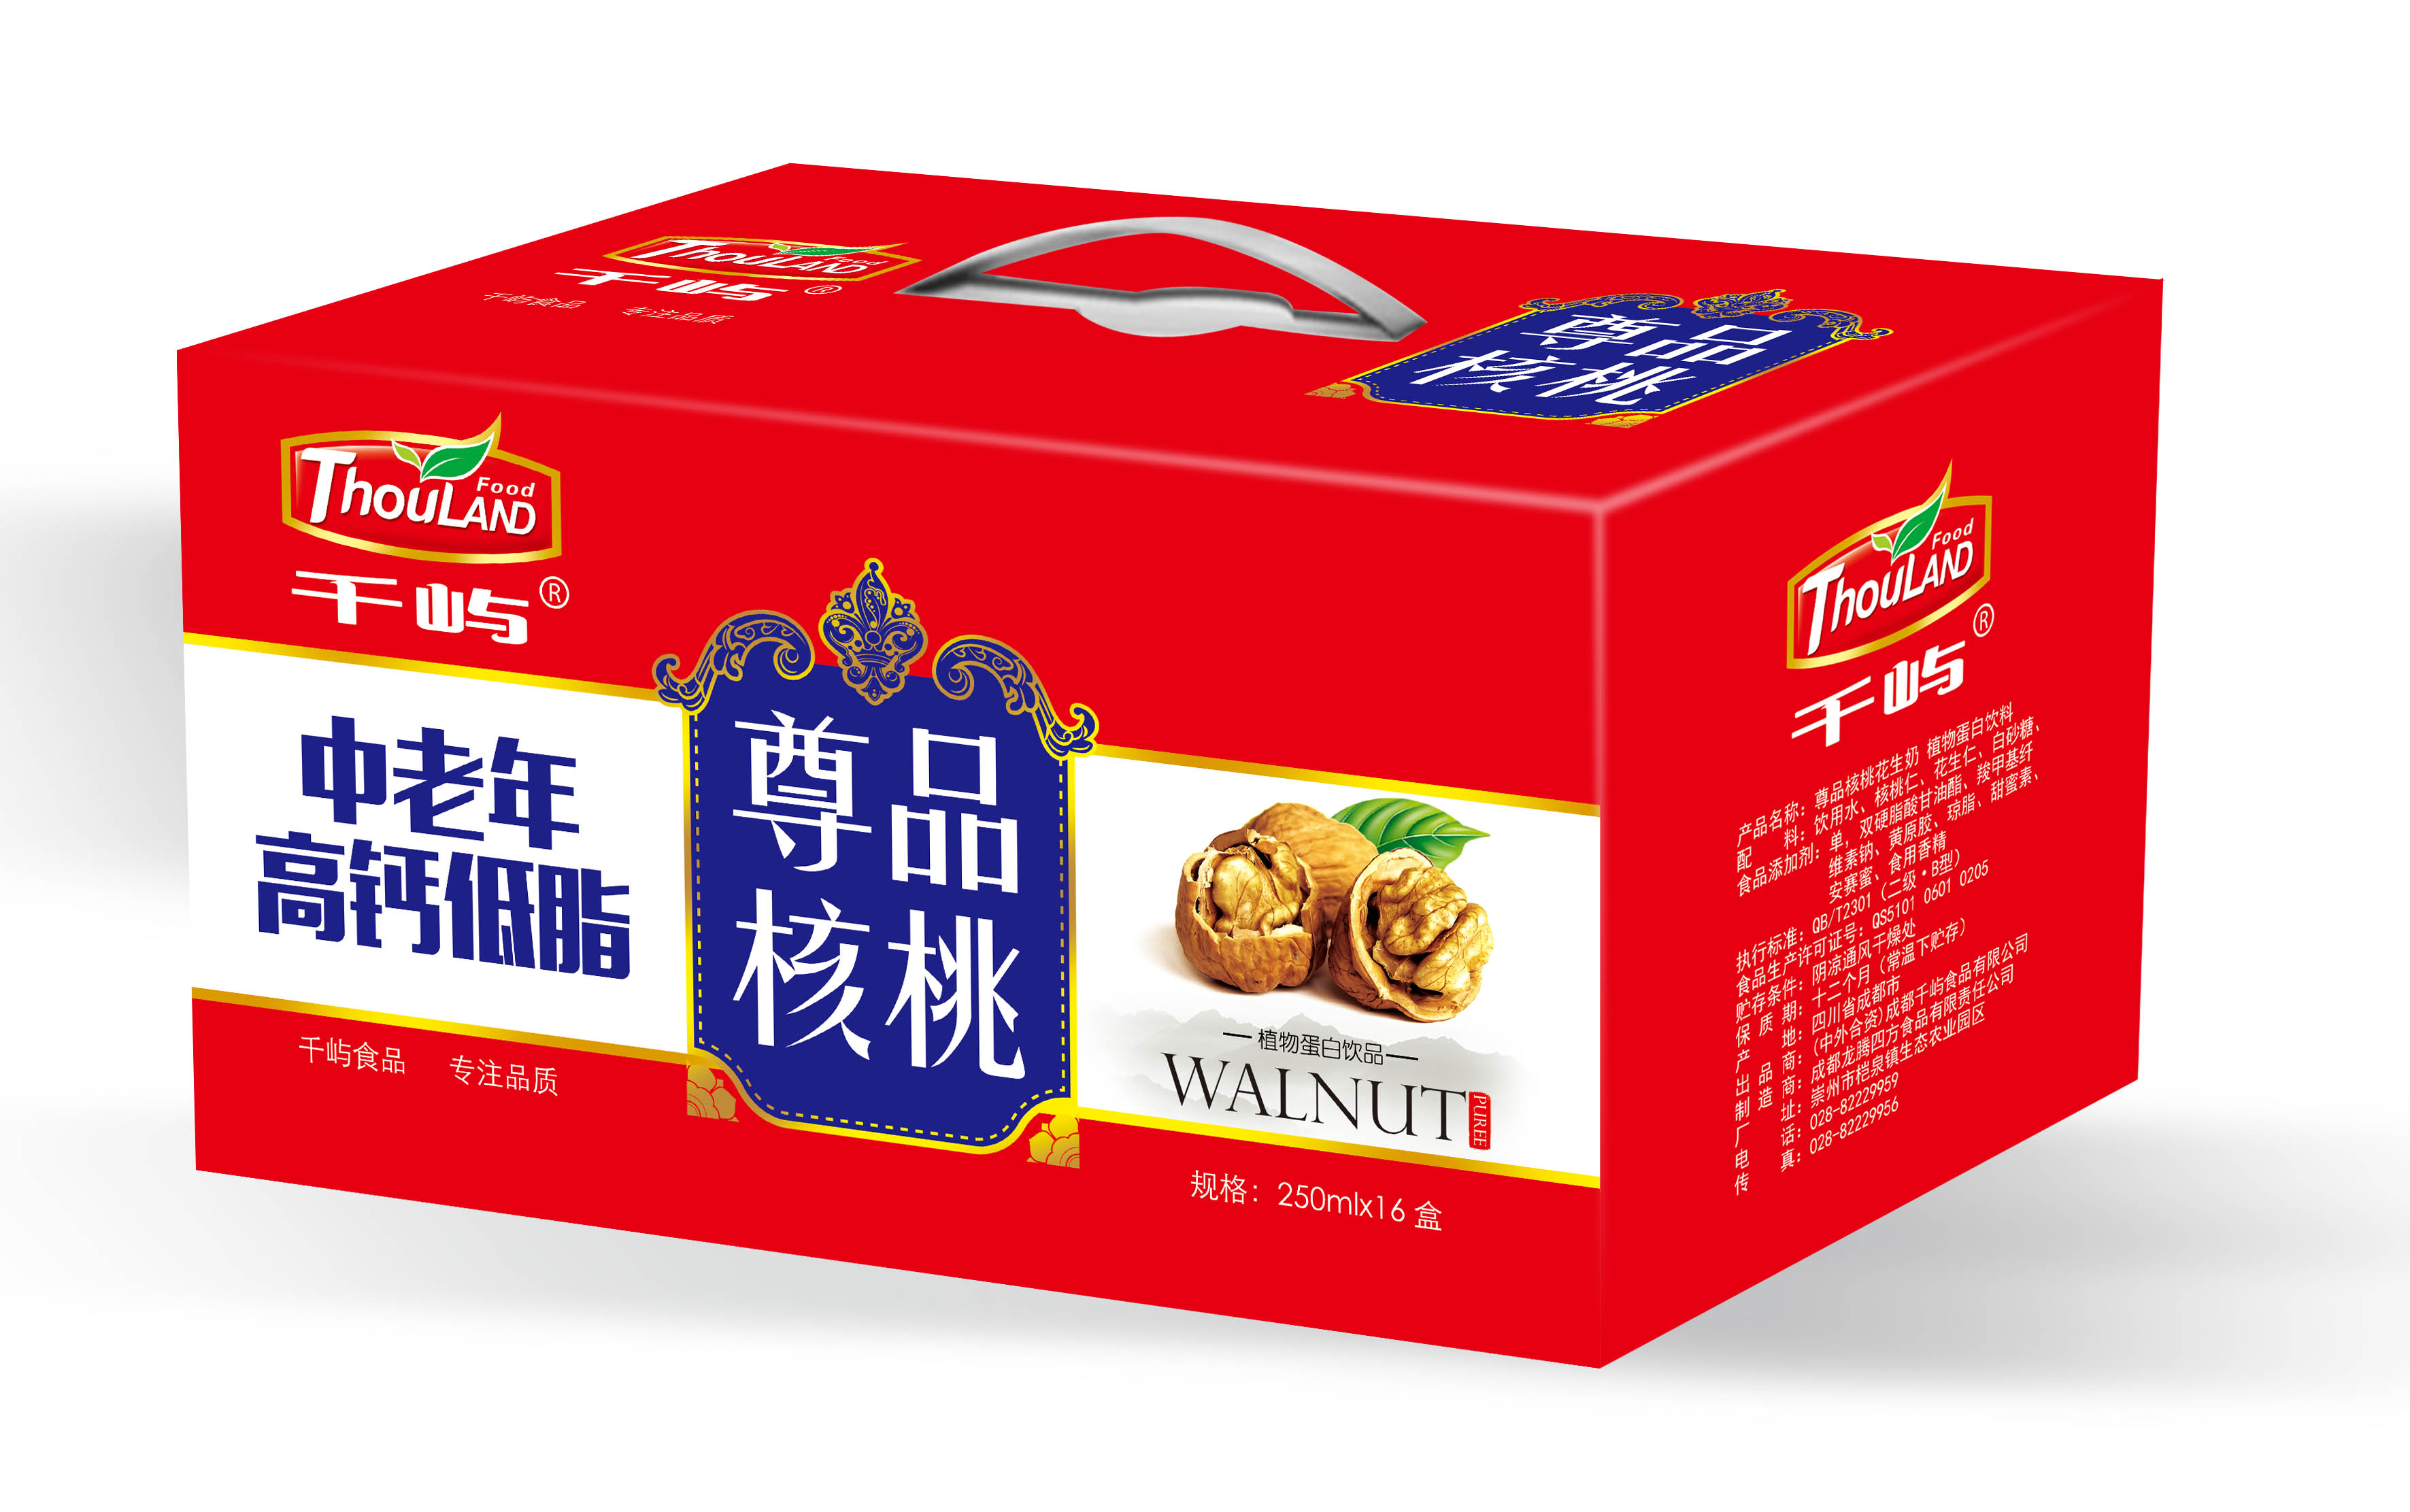 THOULAND
Food
千屿®
千屿食品 专注品质
尊品
核桃
THOULAND
Food
千屿®
中老年
高钙低脂
千屿食品 专注品质
尊品
核桃
植物蛋白饮品
WALNUT
PUREE
规格：250mlx16 盒
THOULAND
Food
千屿®
产品名称：尊品核桃花生奶 植物蛋白饮料
配 料：饮用水、核桃仁、花生仁、白砂糖、
食品添加剂：单，双硬脂酸甘油酯、羧甲基纤
维素钠、黄原胶、琼脂、甜蜜素、
安赛蜜、食用香精
执行标准：QB/T2301（二级·B型）
食品生产许可证号：QS5101 0601 0205
贮存条件：阴凉通风干燥处
保 质 期：十二个月（常温下贮存）
产 地：四川省成都市
出 品 商：(中外合资)成都千屿食品有限公司
制 造 商：成都龙腾四方食品有限责任公司
厂 址：崇州市桤泉镇生态农业园区
电 话：028-82229959
传 真：028-82229956